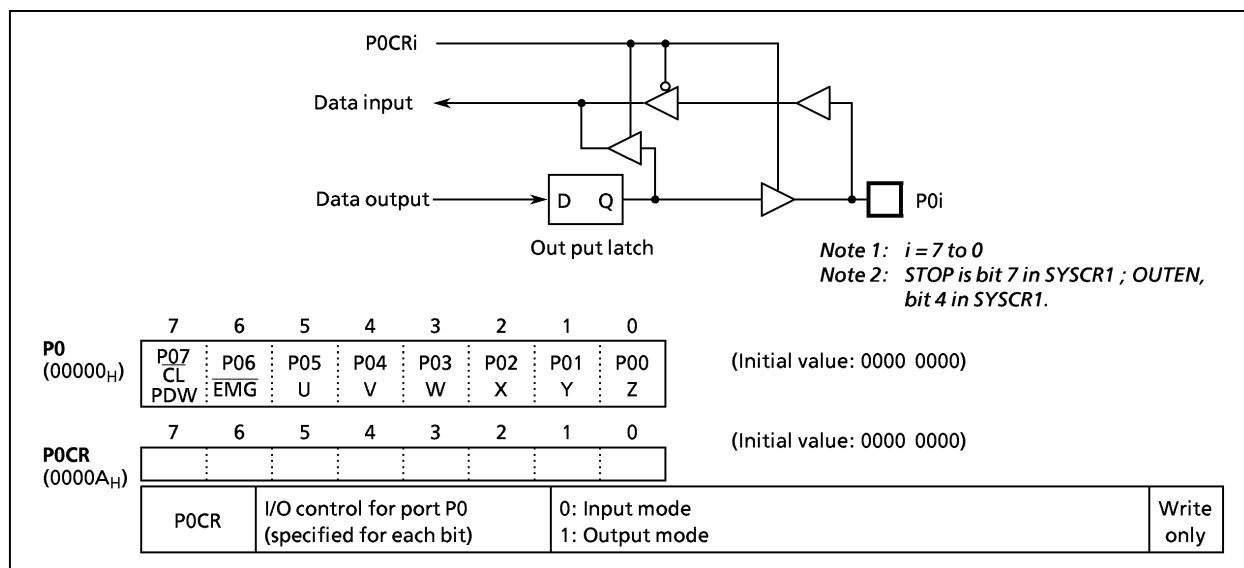 P0CRi
Data input
Data output
D Q
P0i
Out put latch
Note 1: i = 7 to 0
Note 2: STOP is bit 7 in SYSCR1 ; OUTEN,
bit 4 in SYSCR1.
7 6 5 4 3 2 1 0
P0
(00000H)
P07 P06 P05 P04 P03 P02 P01 P00
CL EMG U V W X Y Z
PDW
(Initial value: 0000 0000)
7 6 5 4 3 2 1 0
P0CR
(0000AH)
(Initial value: 0000 0000)
P0CR
I/O control for port P0
(specified for each bit)
0: Input mode
1: Output mode
Write
only